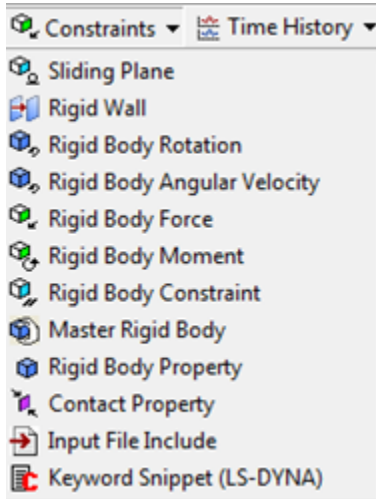 Constraints Time History
Sliding Plane
Rigid Wall
Rigid Body Rotation
Rigid Body Angular Velocity
Rigid Body Force
Rigid Body Moment
Rigid Body Constraint
Master Rigid Body
Rigid Body Property
Contact Property
Input File Include
Keyword Snippet (LS-DYNA)